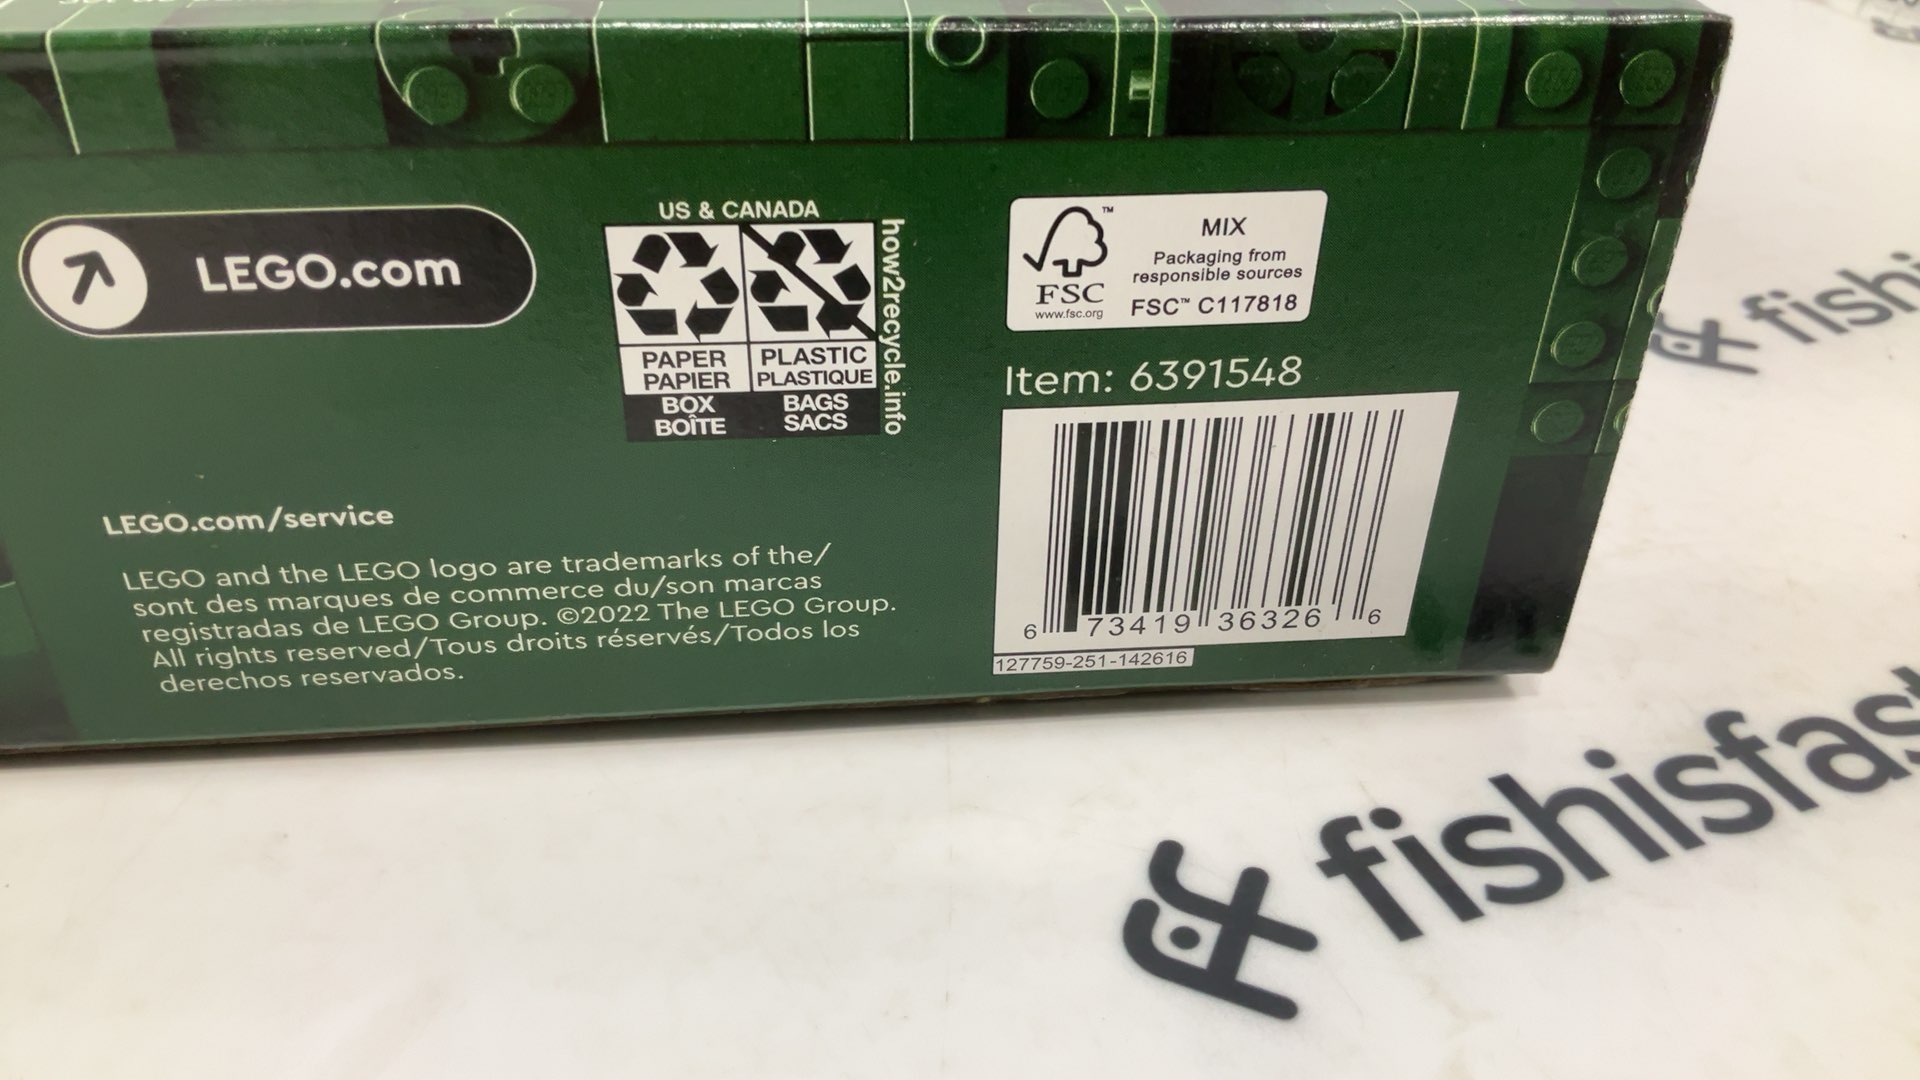 LEGO.com
US & CANADA
PAPER
PAPIER
PLASTIC
PLASTIQUE
BOX
BOÎTE
BAGS
SACS
how2recycle.info
FSC
www.fsc.org
MIX
Packaging from
responsible sources
FSC™ C117818
Item: 6391548
6 73419 36326 6
127759-251-142616
LEGO.com/service
LEGO and the LEGO logo are trademarks of the/
sont des marques de commerce du/son marcas
registradas de LEGO Group. ©2022 The LEGO Group.
All rights reserved/Tous droits réservés/Todos los
derechos reservados.
fishis
fishisfast